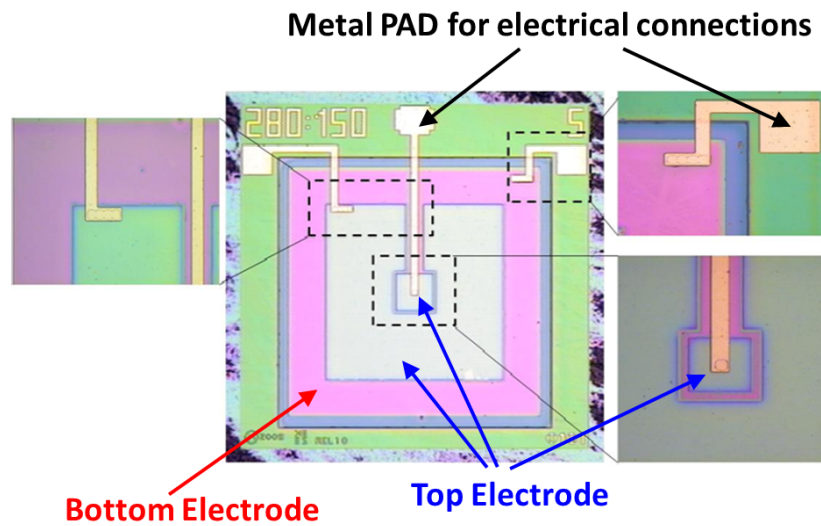 Metal PAD for electrical connections
280:150
5
Bottom Electrode
Top Electrode